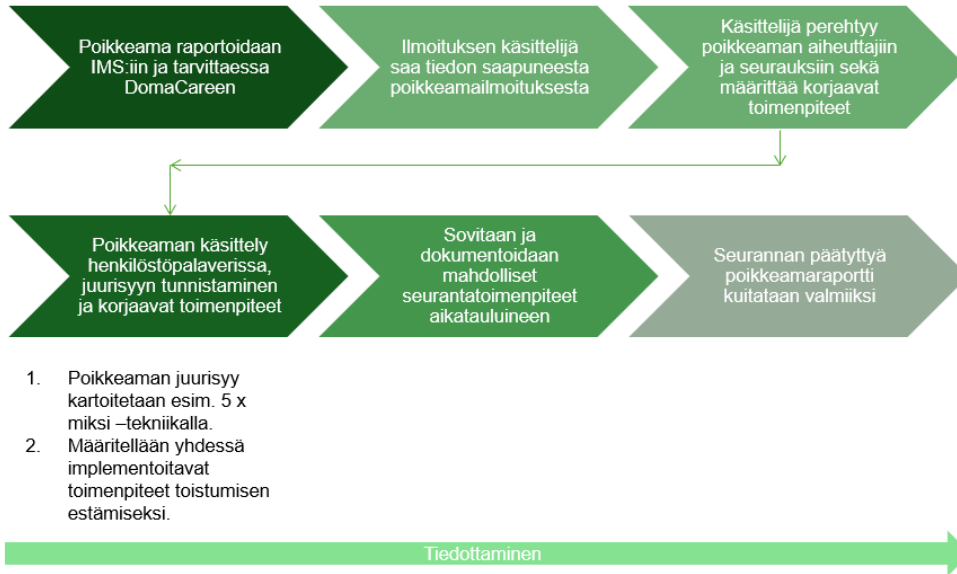 Poikkeama raportoidaan
IMS:iin ja tarvittaessa
DomaCareen
Ilmoituksen käsittelijä
saa tiedon saapuneesta
poikkeamailmoituksesta
Käsittelijä perehtyy
poikkeaman aiheuttajiin
ja seurauksiin sekä
määrittää korjaavat
toimenpiteet
Poikkeaman käsittely
henkilöstöpalaverissa,
juurisyyn tunnistaminen
ja korjaavat toimenpiteet
Sovitaan ja
dokumentoidaan
mahdolliset
seurantatoimenpiteet
aikatauluineen
Seurannan päätyttyä
poikkeamaraportti
kuitataan valmiiksi
1. Poikkeaman juurisyy
kartoitetaan esim. 5 x
miksi –tekniikalla.
2. Määritellään yhdessä
implementoitavat
toimenpiteet toistumisen
estämiseksi.
Tiedottaminen